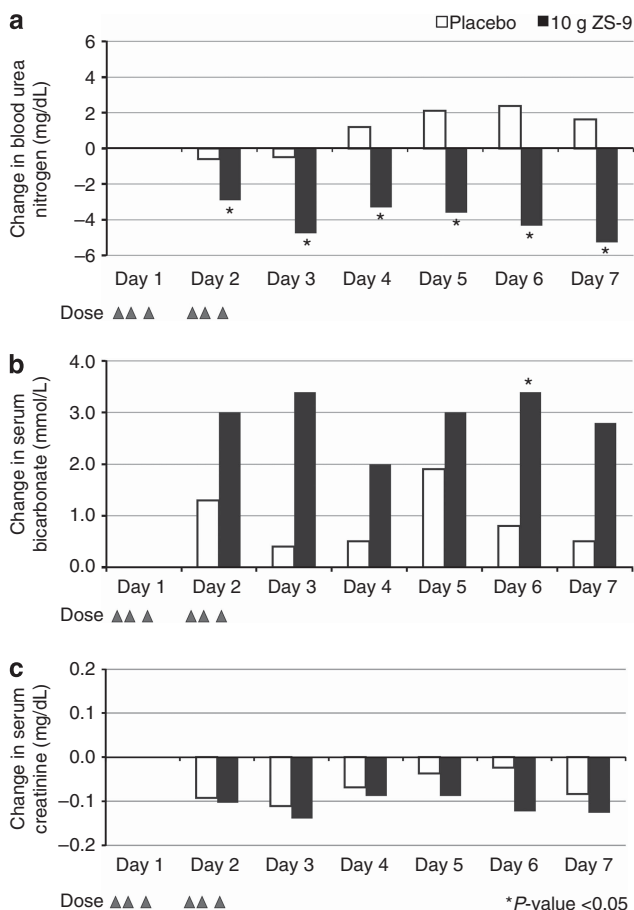 a
Placebo 10 g ZS-9
Change in blood urea
nitrogen (mg/dL)
6
4
2
0
–2
–4
–6
* * * * * *
Day 1 Day 2 Day 3 Day 4 Day 5 Day 6 Day 7
Dose
b
Change in serum
bicarbonate (mmol/L)
4.0
3.0
2.0
1.0
0.0
*
Day 1 Day 2 Day 3 Day 4 Day 5 Day 6 Day 7
Dose
c
Change in serum
creatinine (mg/dL)
0.2
0.1
0.0
–0.1
–0.2
Day 1 Day 2 Day 3 Day 4 Day 5 Day 6 Day 7
Dose
*P-value <0.05